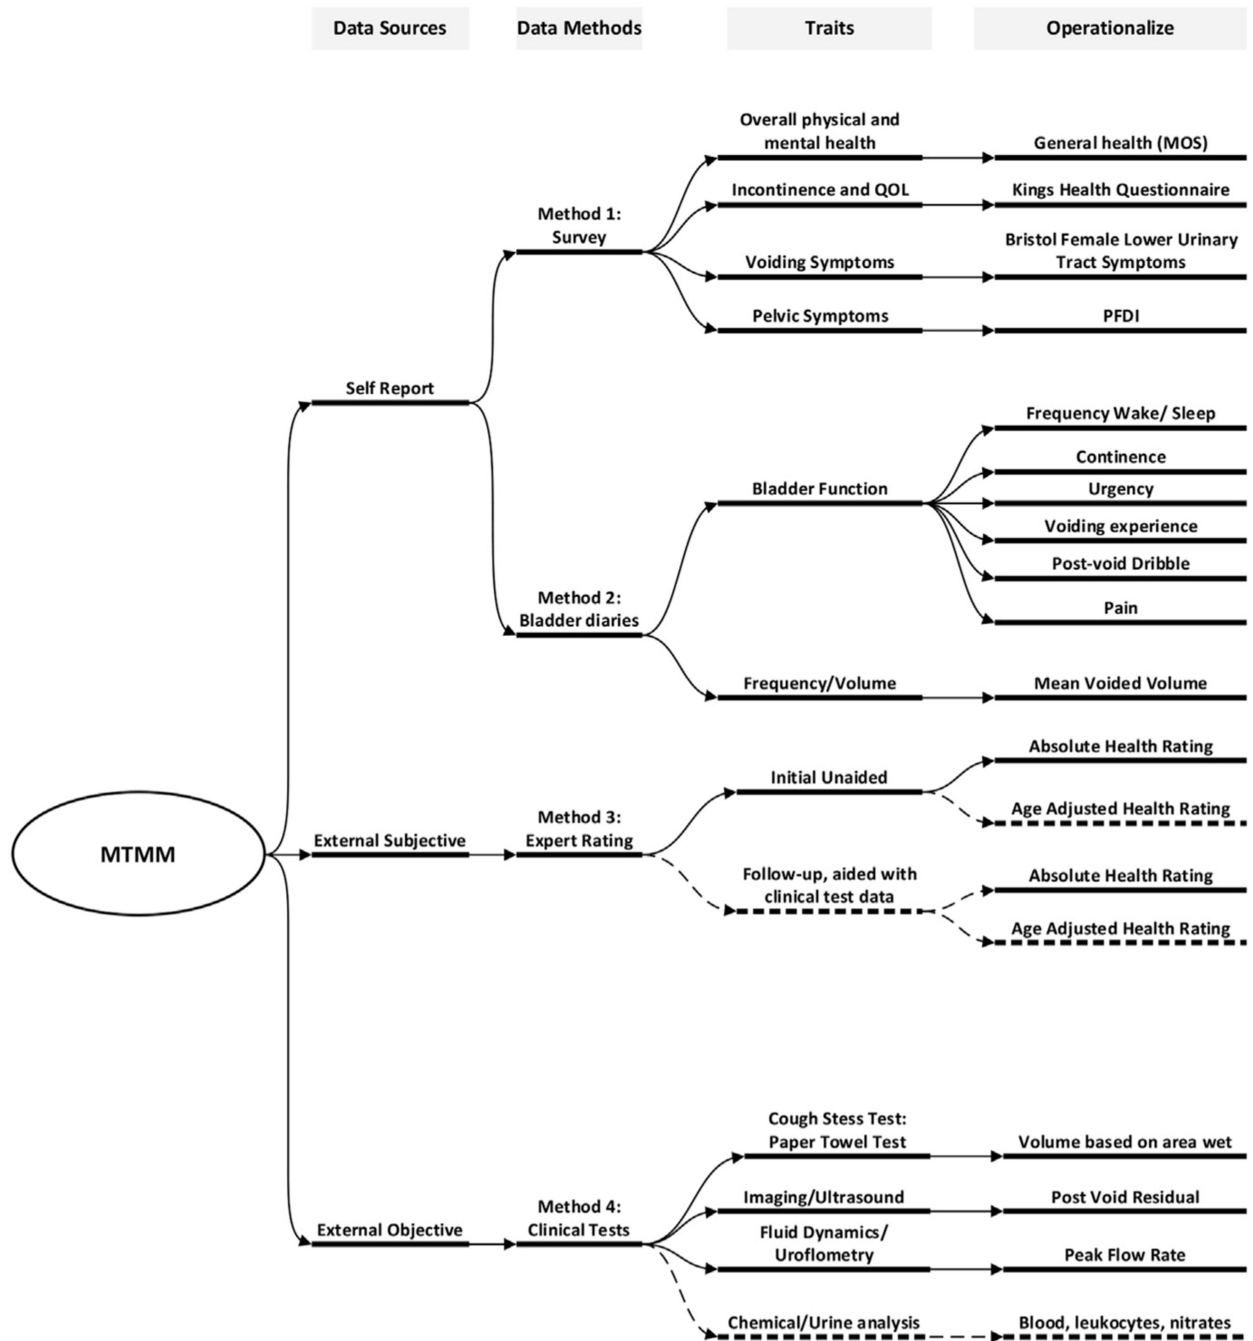 Data Sources
Data Methods
Traits
Operationalize
Overall physical and
mental health
General health (MOS)
Incontinence and QOL
Kings Health Questionnaire
Method 1:
Survey
Voiding Symptoms
Bristol Female Lower Urinary
Tract Symptoms
Pelvic Symptoms
PFDI
Self Report
Frequency Wake/ Sleep
Continence
Bladder Function
Urgency
Voiding experience
Post-void Dribble
Pain
Method 2:
Bladder diaries
Frequency/Volume
Mean Voided Volume
MTMM
External Subjective
Method 3:
Expert Rating
Initial Unaided
Absolute Health Rating
Age Adjusted Health Rating
Follow-up, aided with
clinical test data
Absolute Health Rating
Age Adjusted Health Rating
External Objective
Method 4:
Clinical Tests
Cough Stess Test:
Paper Towel Test
Volume based on area wet
Imaging/Ultrasound
Post Void Residual
Fluid Dynamics/
Uroflometry
Peak Flow Rate
Chemical/Urine analysis
Blood, leukocytes, nitrates